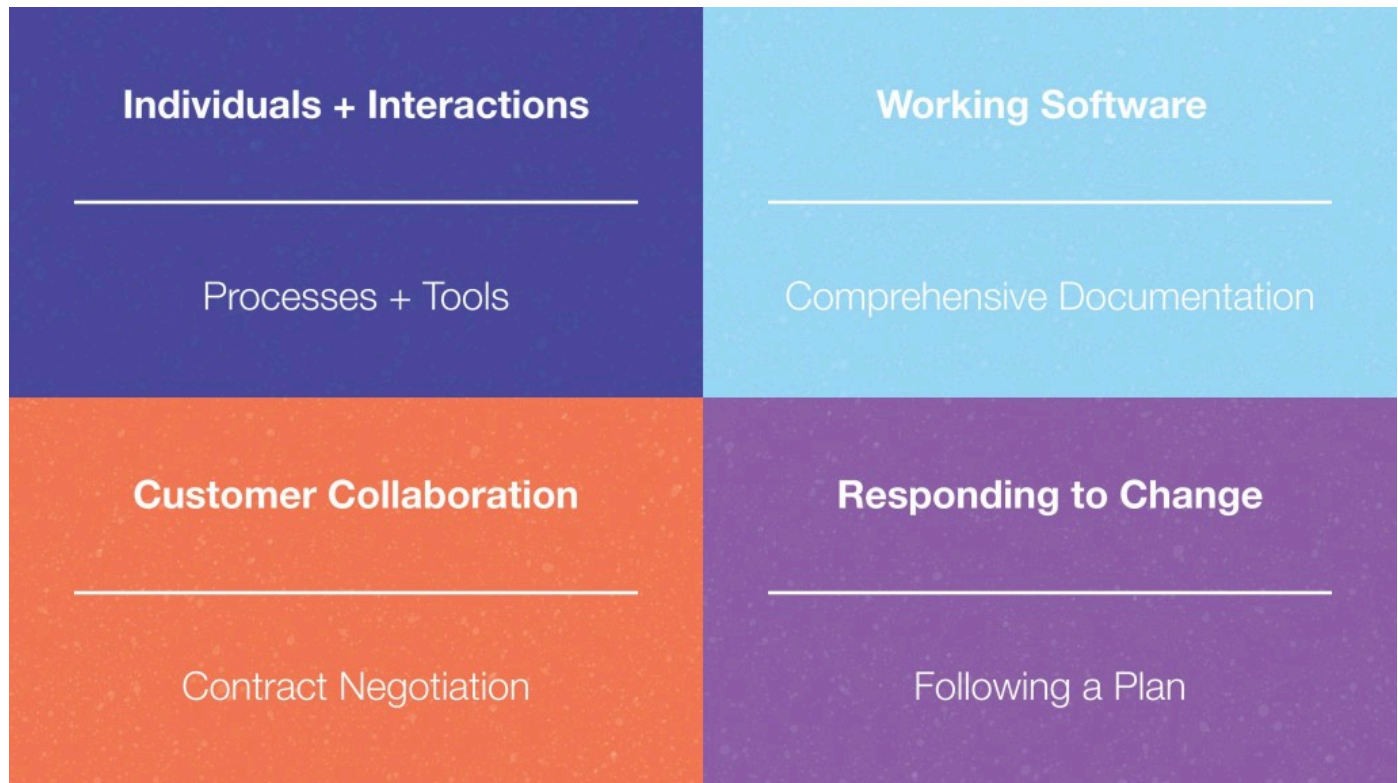 Individuals + Interactions
Processes + Tools
Working Software
Comprehensive Documentation
Customer Collaboration
Contract Negotiation
Responding to Change
Following a Plan